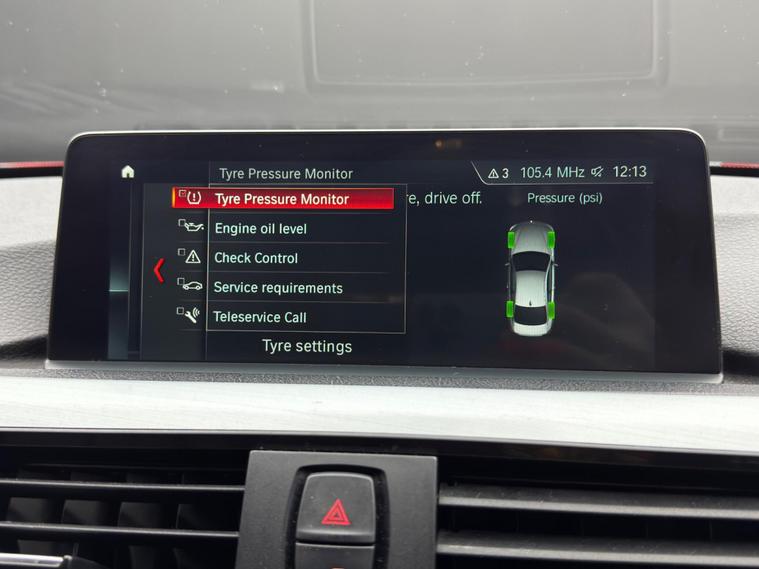 Tyre Pressure Monitor
3 105.4 MHz 12:13
Tyre Pressure Monitor
re, drive off.
Pressure (psi)
Engine oil level
Check Control
Service requirements
Teleservice Call
Tyre settings